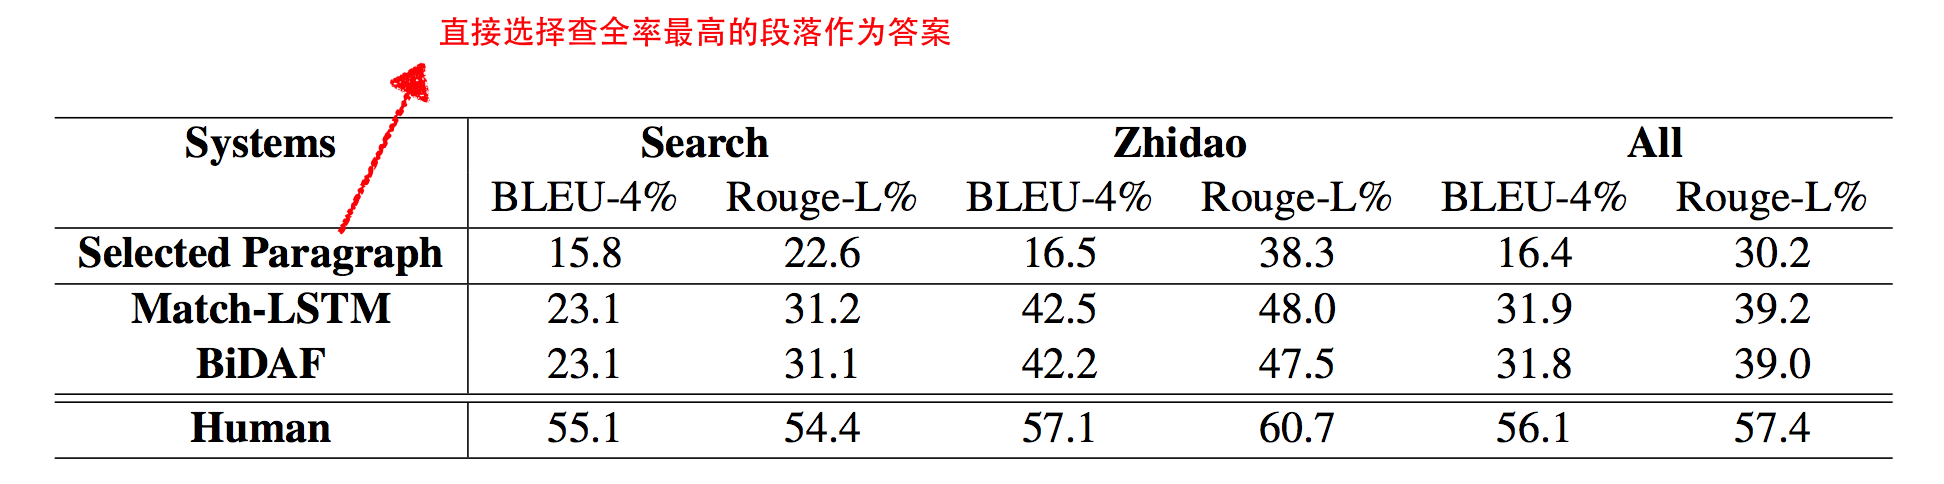 直接选择查全率最高的段落作为答案
Systems Search Zhidao All
BLEU-4% Rouge-L% BLEU-4% Rouge-L% BLEU-4% Rouge-L%
Selected Paragraph 15.8 22.6 16.5 38.3 16.4 30.2
Match-LSTM 23.1 31.2 42.5 48.0 31.9 39.2
BiDAF 23.1 31.1 42.2 47.5 31.8 39.0
Human 55.1 54.4 57.1 60.7 56.1 57.4